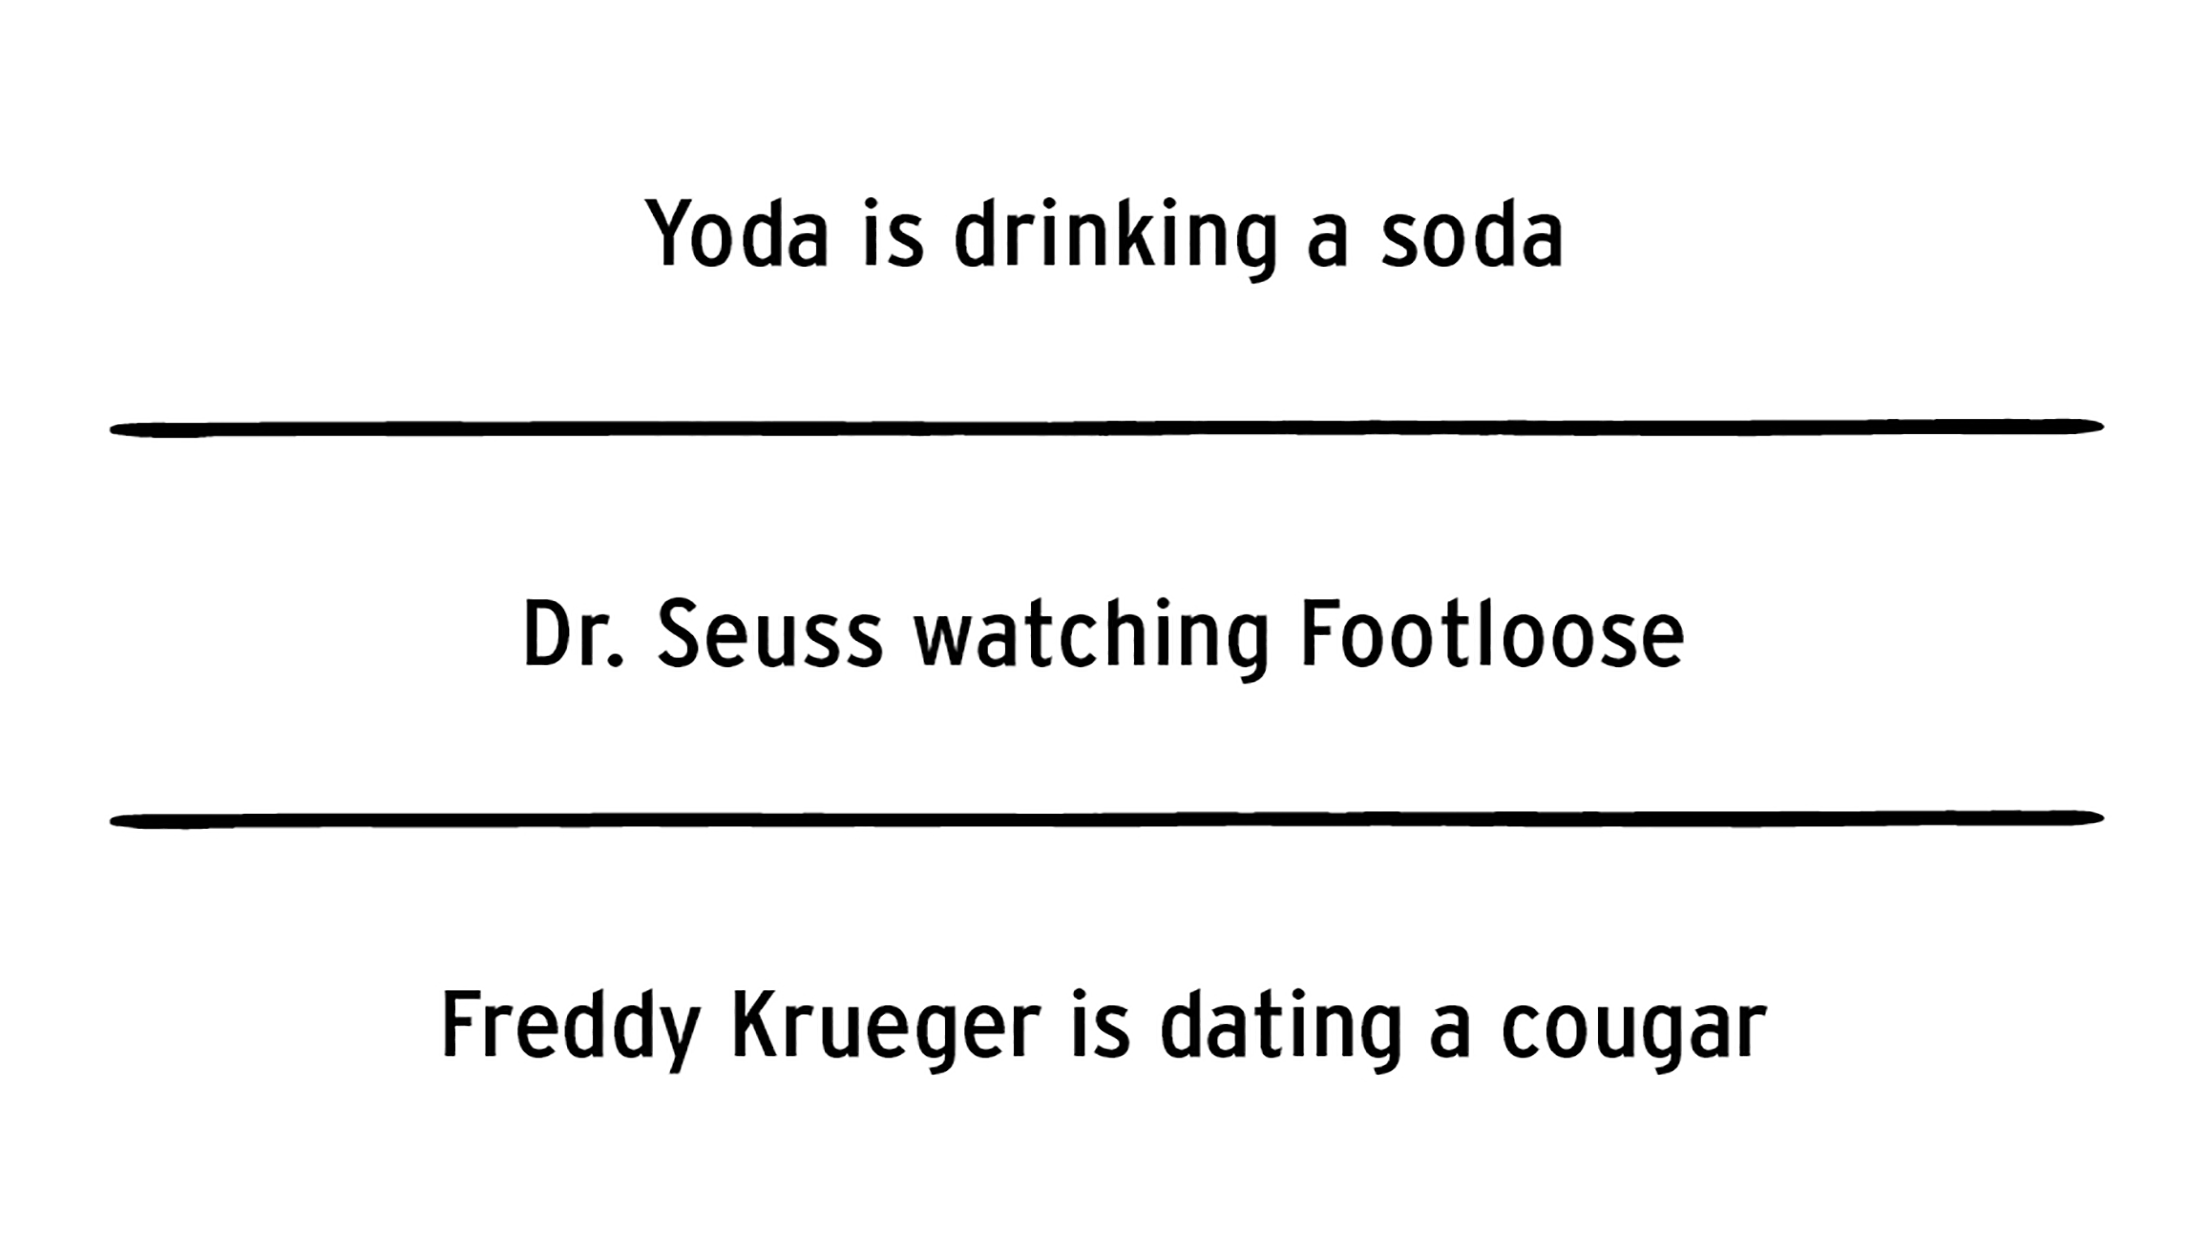 Yoda is drinking a soda
Dr. Seuss watching Footloose
Freddy Krueger is dating a cougar